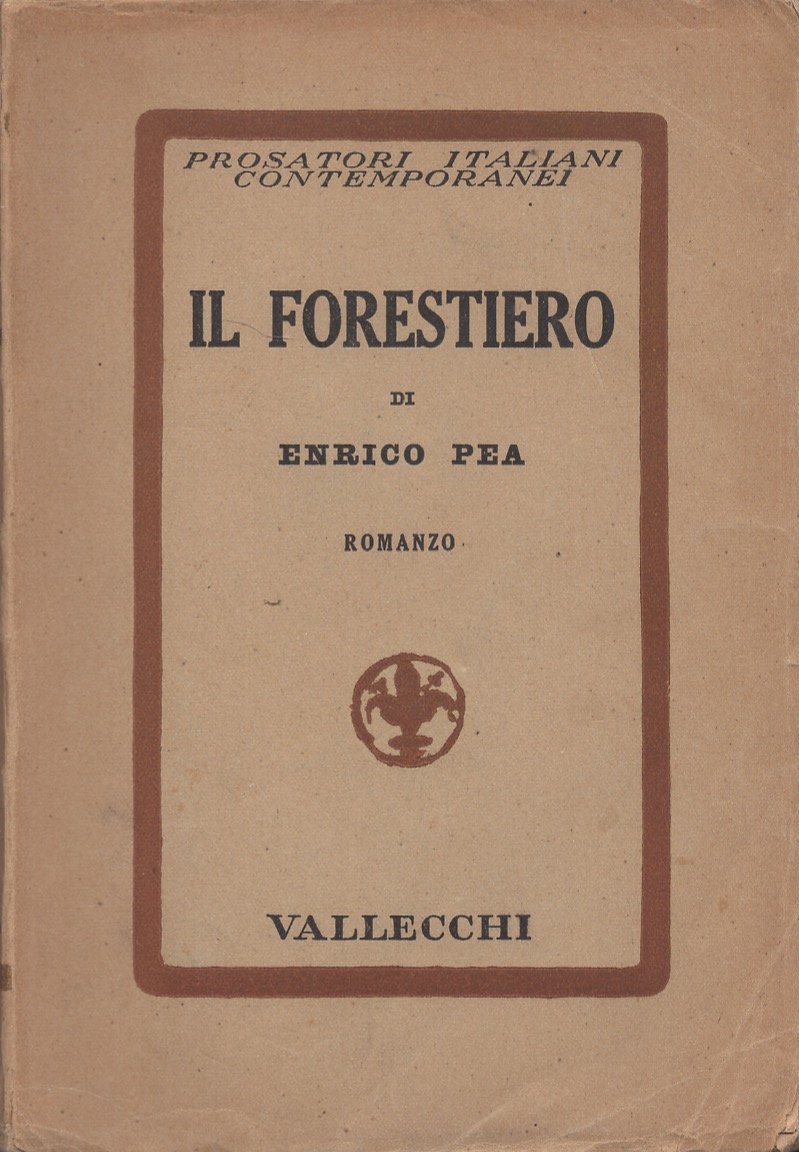 PROSATORI ITALIANI
CONTEMPORANEI
IL FORESTIERO
DI
ENRICO PEA
ROMANZO
VALLECCHI